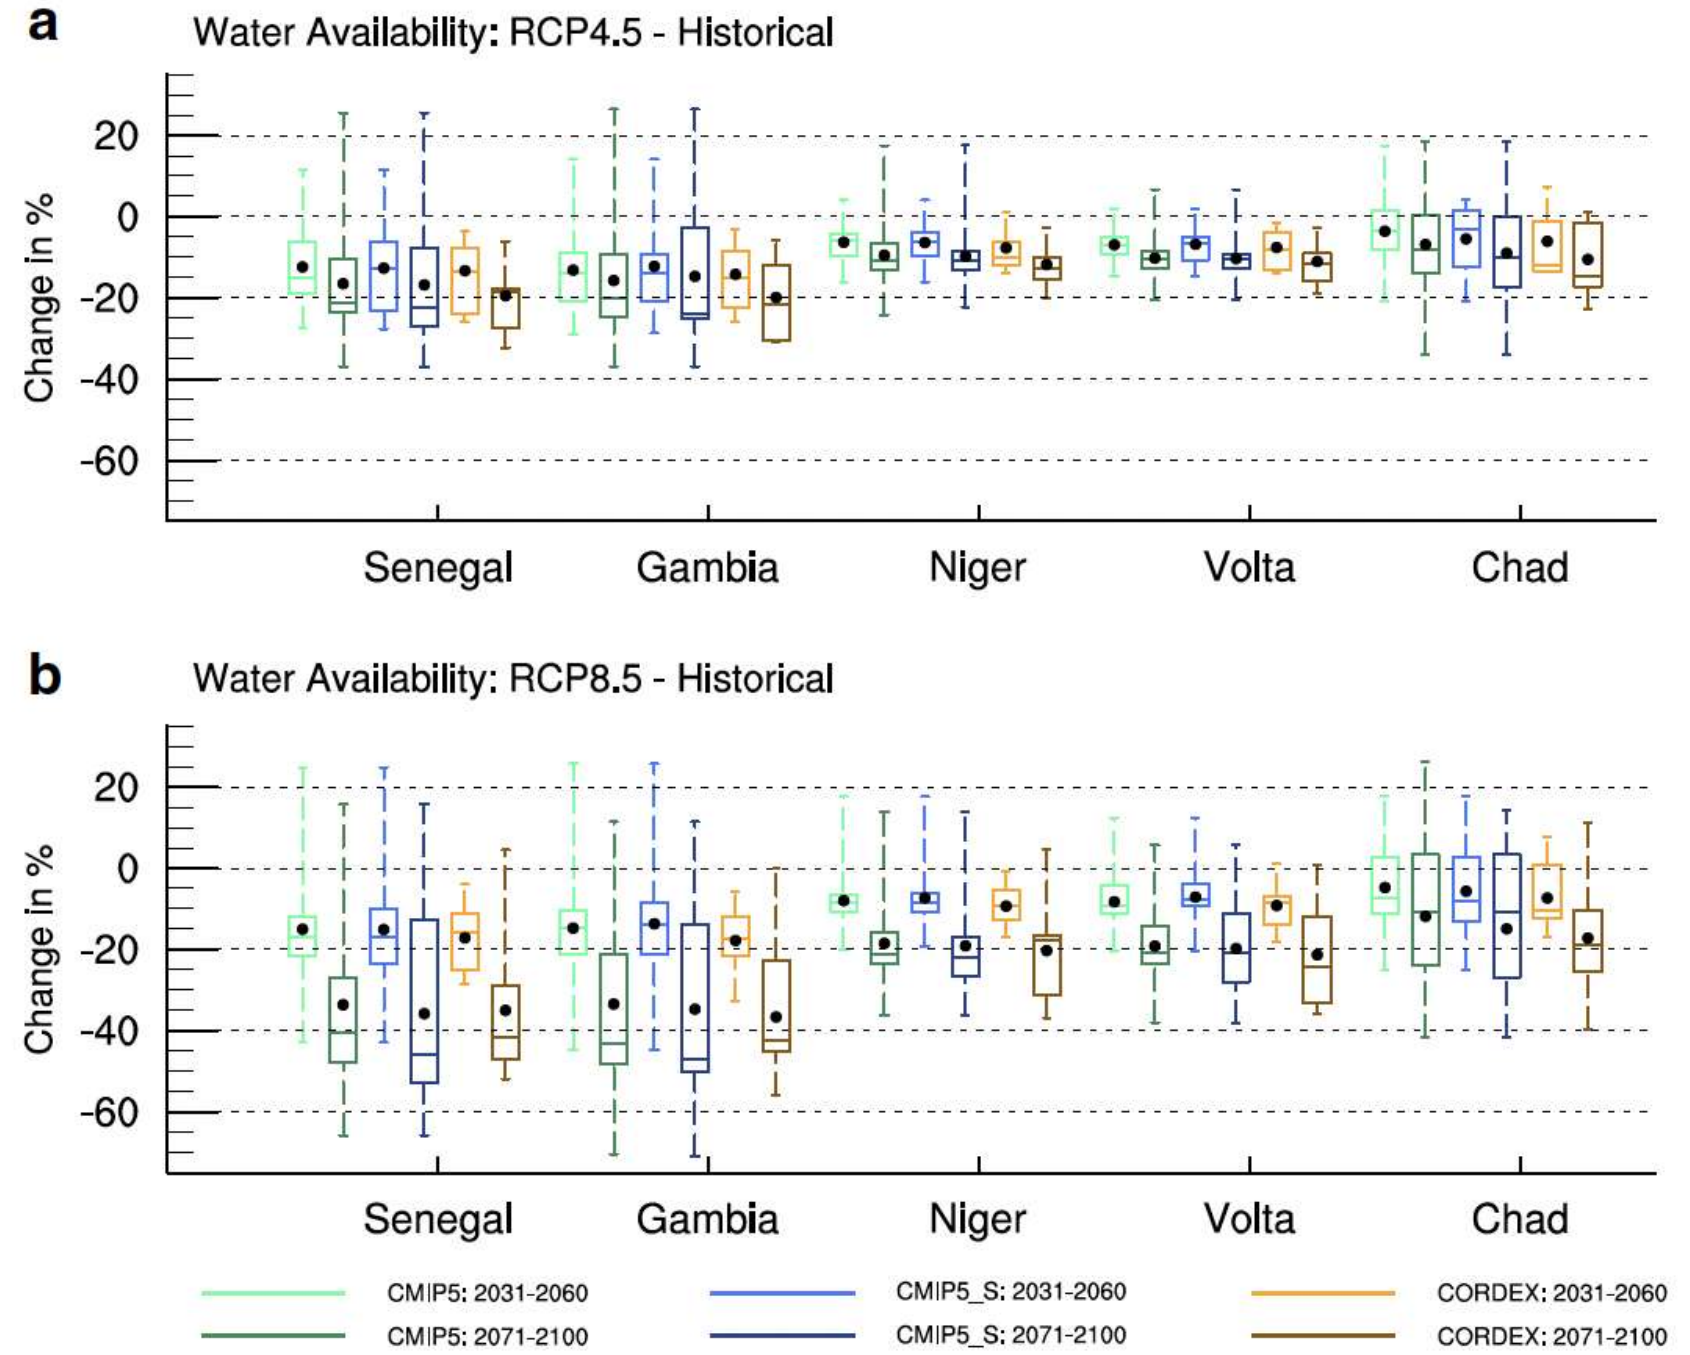 a
Water Availability: RCP4.5 - Historical
Change in %
20
0
-20
-40
-60
Senegal Gambia Niger Volta Chad
b
Water Availability: RCP8.5 - Historical
Change in %
20
0
-20
-40
-60
Senegal Gambia Niger Volta Chad
CMIP5: 2031-2060 CMIP5_S: 2031-2060 CORDEX: 2031-2060
CMIP5: 2071-2100 CMIP5_S: 2071-2100 CORDEX: 2071-2100